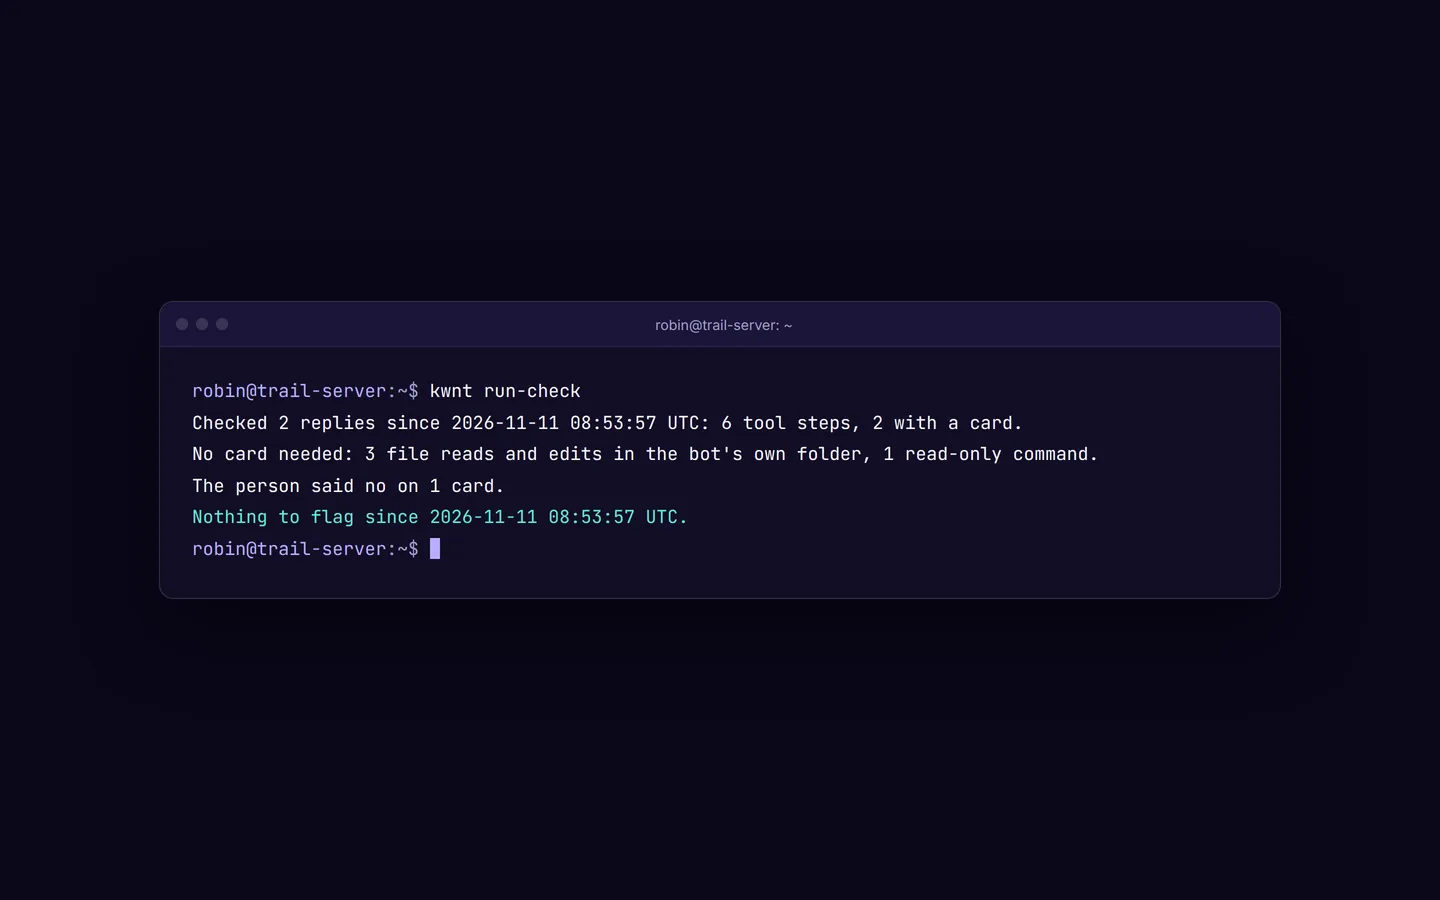 robin@trail-server: ~
robin@trail-server:~$ kwnt run-check
Checked 2 replies since 2026-11-11 08:53:57 UTC: 6 tool steps, 2 with a card.
No card needed: 3 file reads and edits in the bot's own folder, 1 read-only command.
The person said no on 1 card.
Nothing to flag since 2026-11-11 08:53:57 UTC.
robin@trail-server:~$